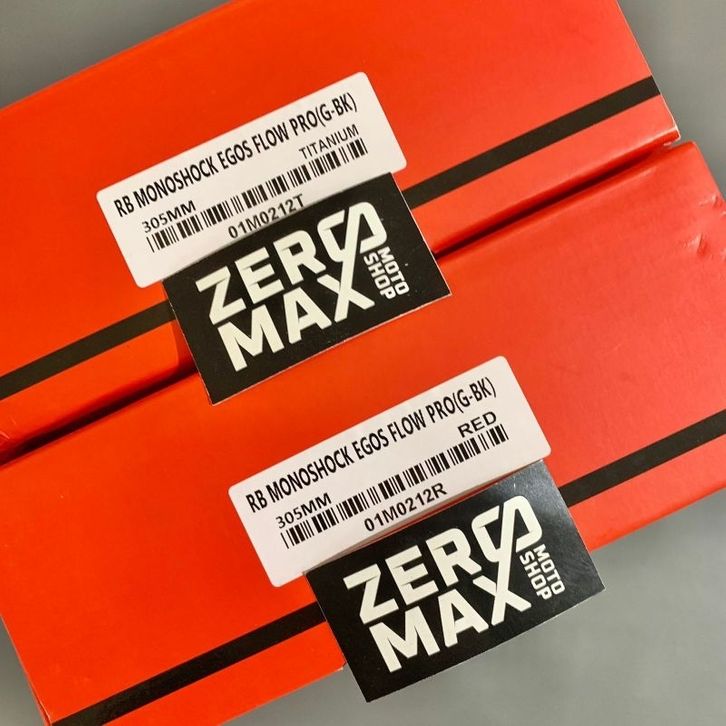 RB MONOSHOCK EGOS FLOW PRO(G-BK)
305MM TITANIUM
01M0212T
ZERO
MAX
MOTO
SHOP
RB MONOSHOCK EGOS FLOW PRO(G-BK)
305MM RED
01M0212R
ZERO
MAX
MOTO
SHOP